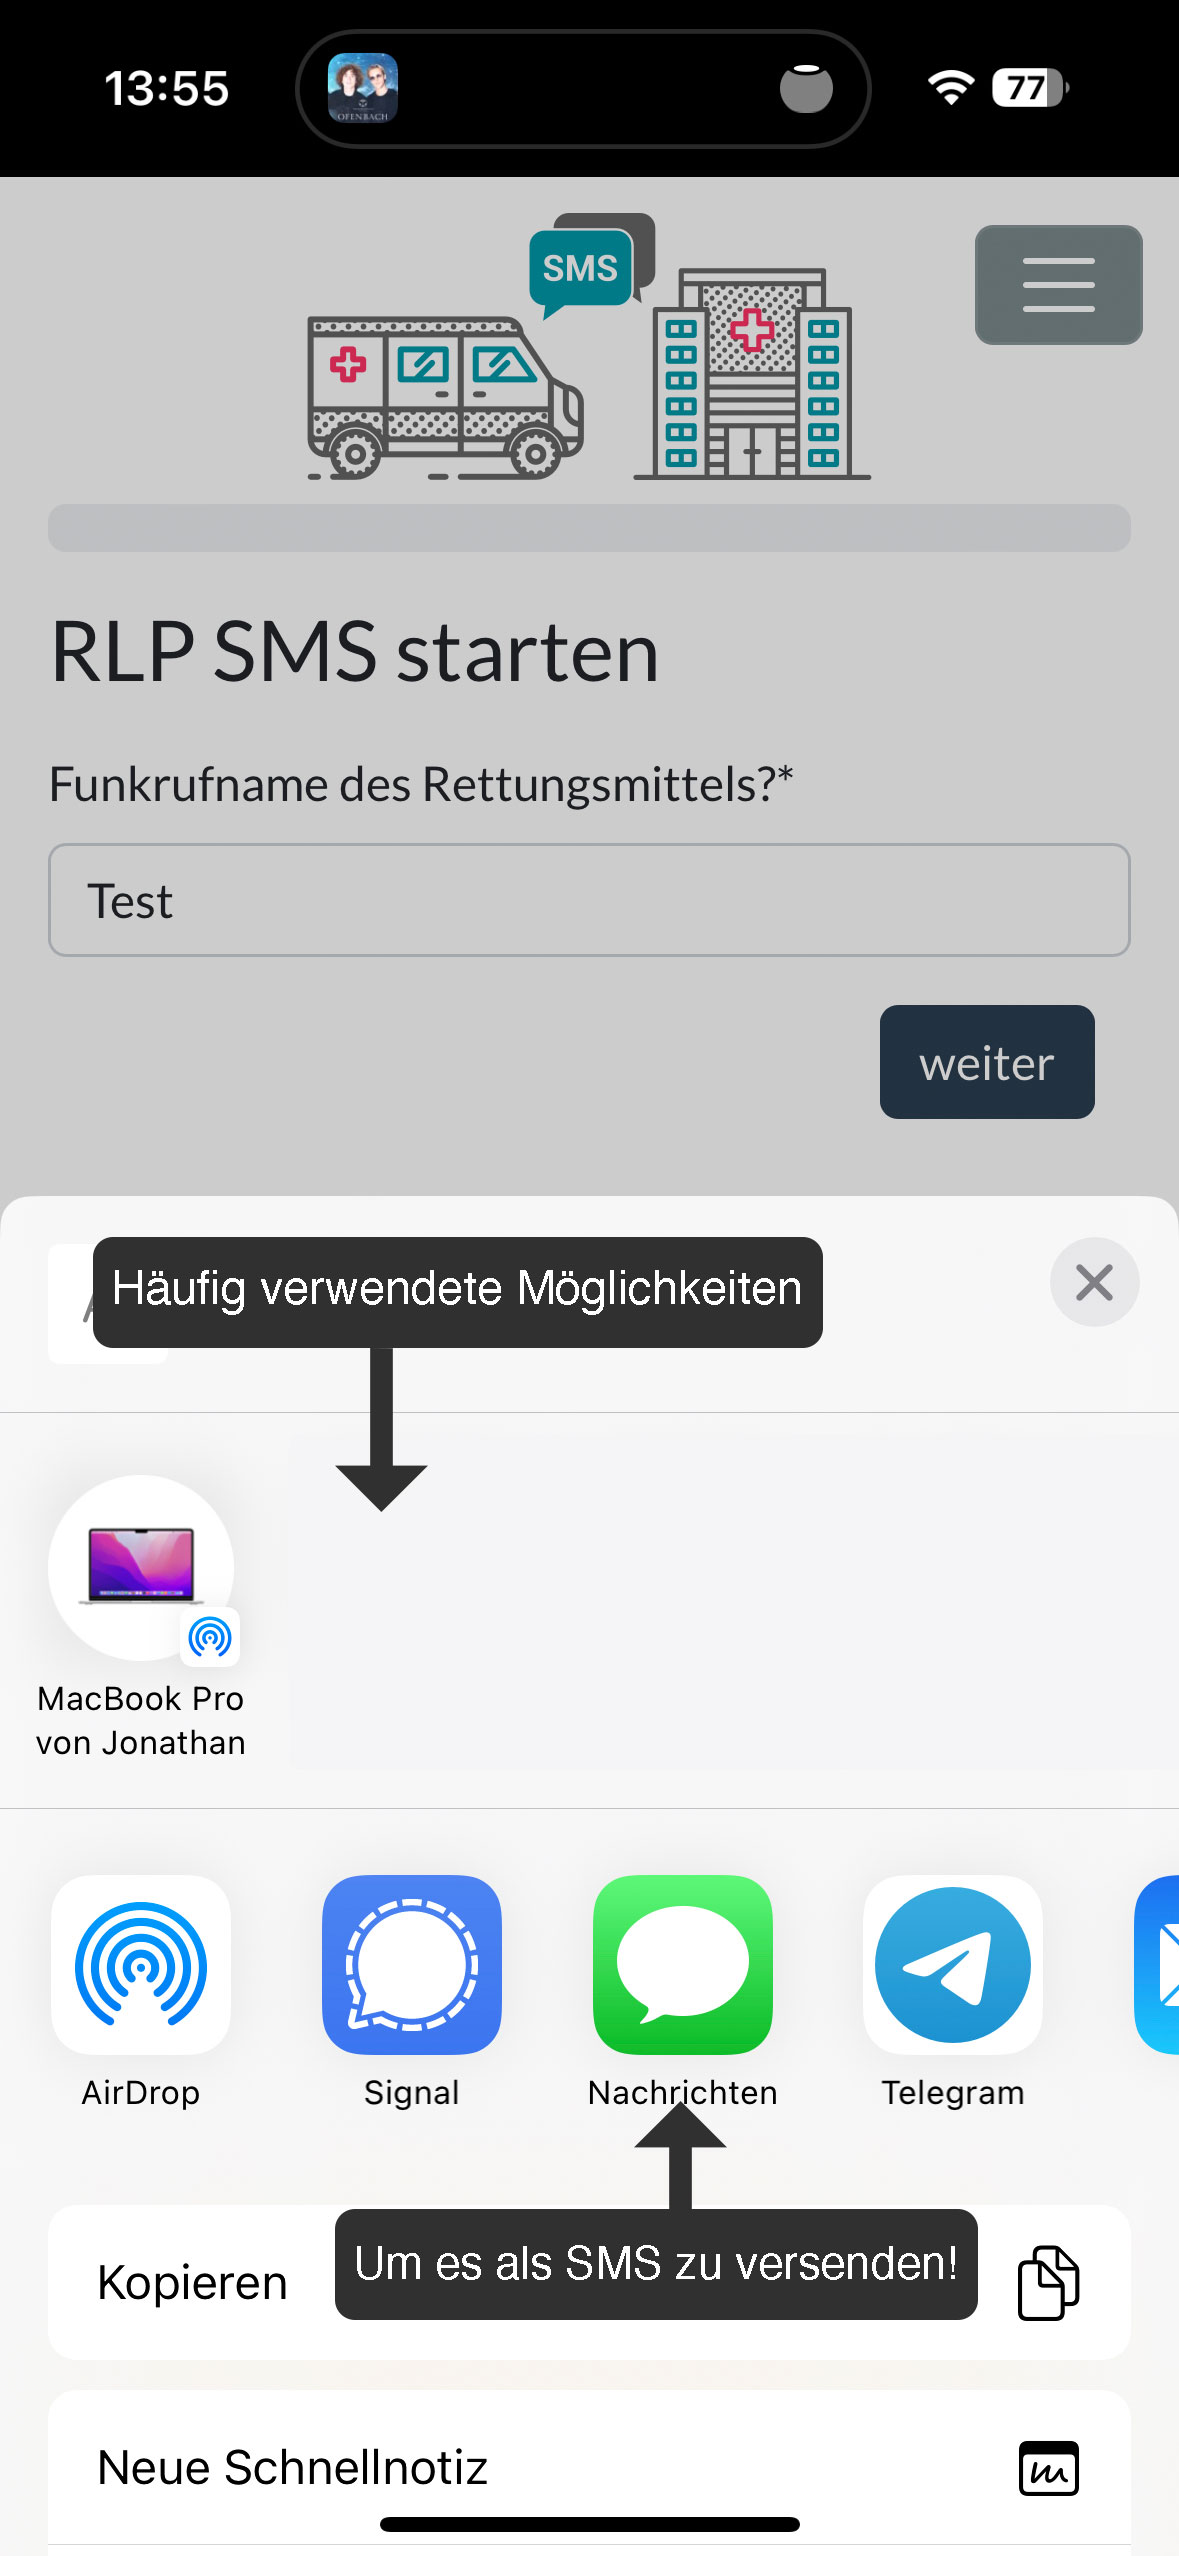 13:55
OFENBACH
77
SMS
RLP SMS starten
Funkrufname des Rettungsmittels?*
Test
weiter
Häufig verwendete Möglichkeiten
MacBook Pro
von Jonathan
AirDrop
Signal
Nachrichten
Telegram
Kopieren
Um es als SMS zu versenden!
Neue Schnellnotiz